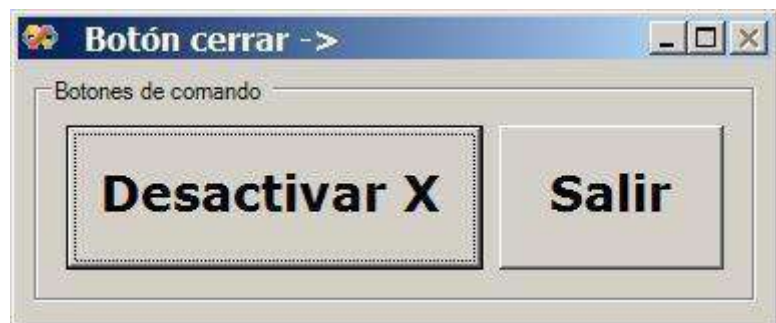 Botón cerrar ->
Botones de comando
Desactivar X
Salir